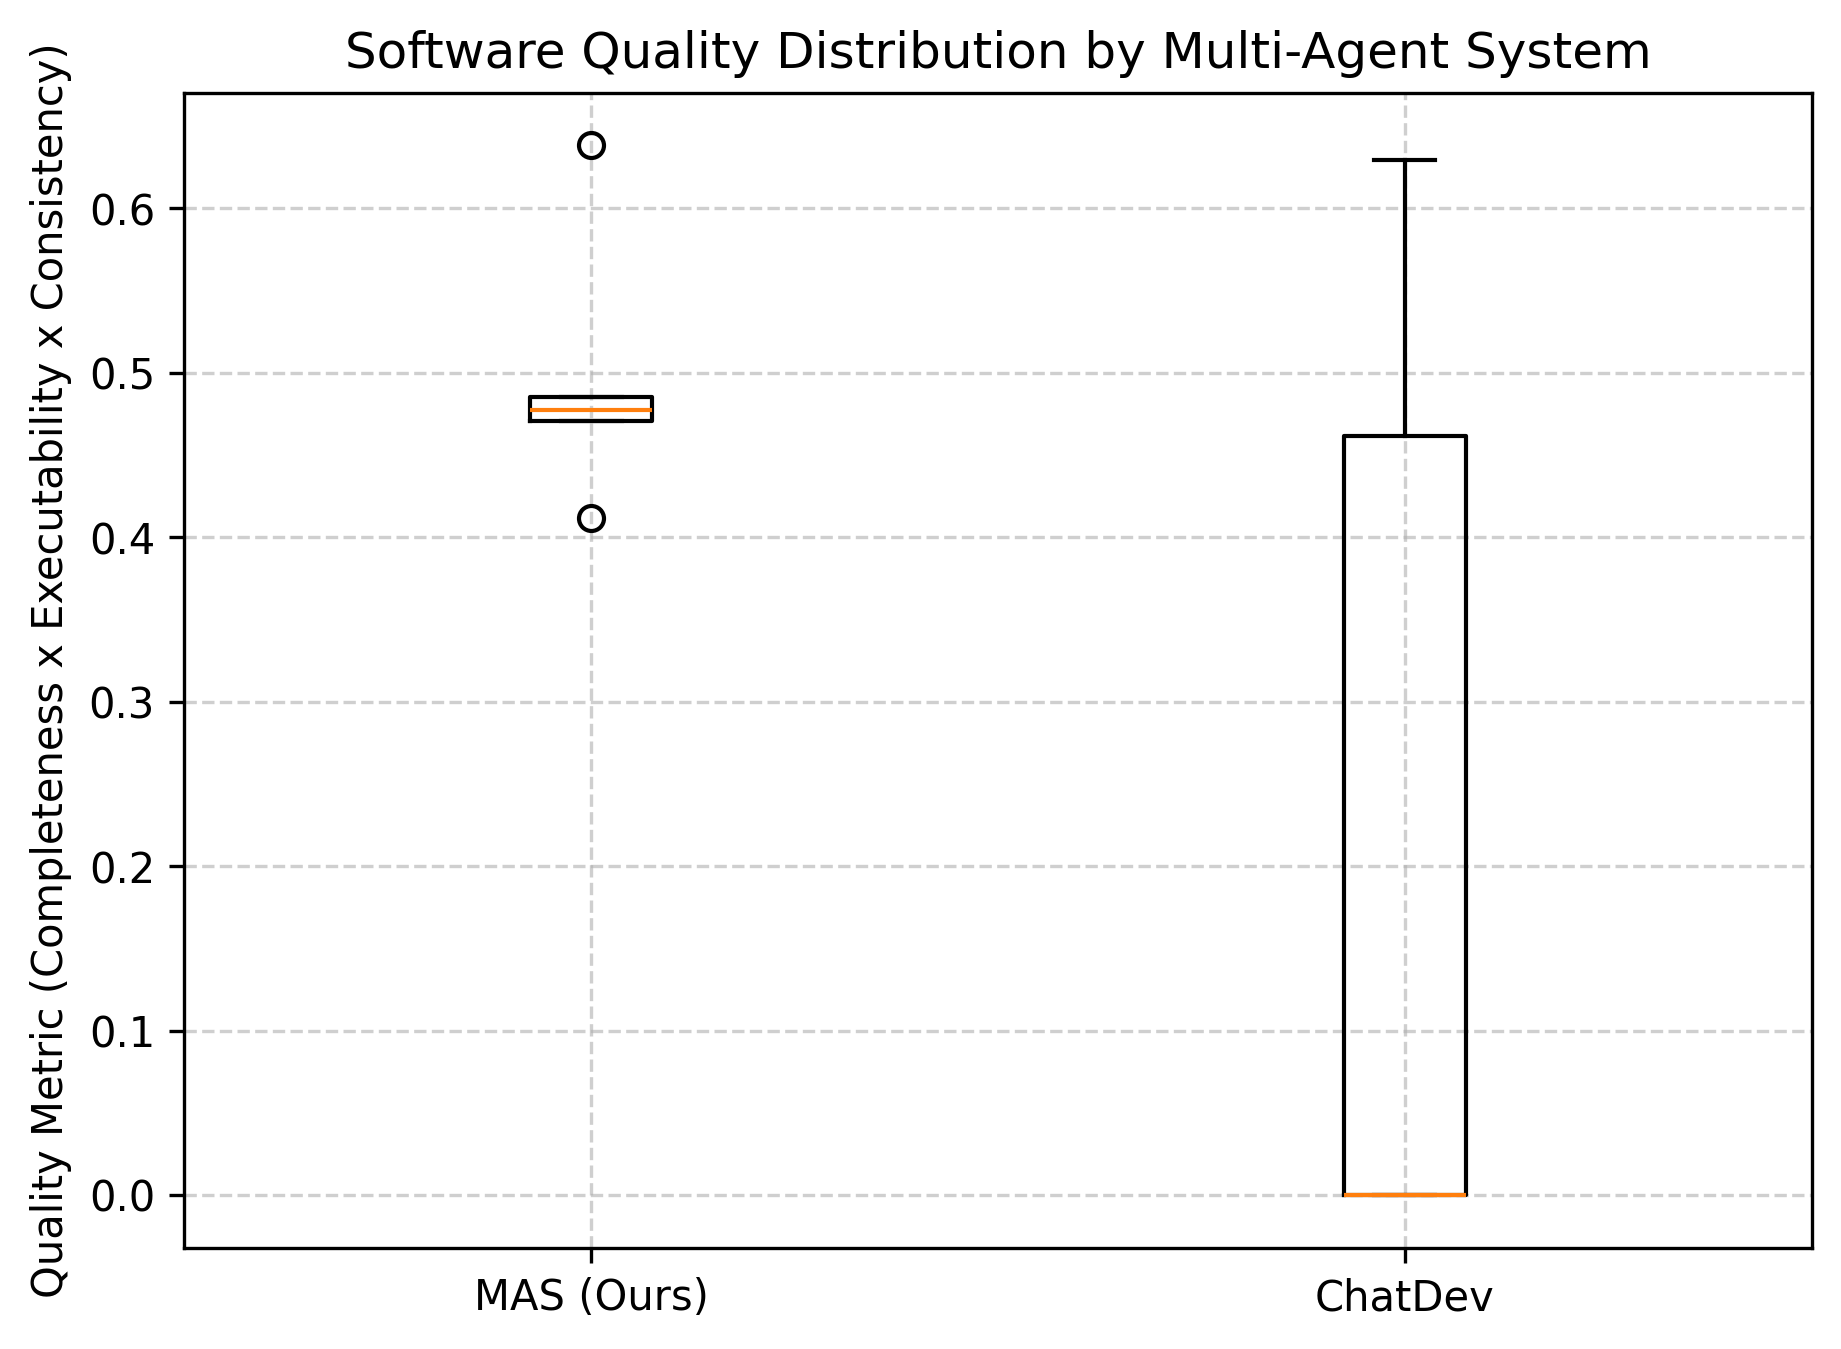 Software Quality Distribution by Multi-Agent System
Quality Metric (Completeness x Executability x Consistency)
0.6
0.5
0.4
0.3
0.2
0.1
0.0
MAS (Ours)
ChatDev